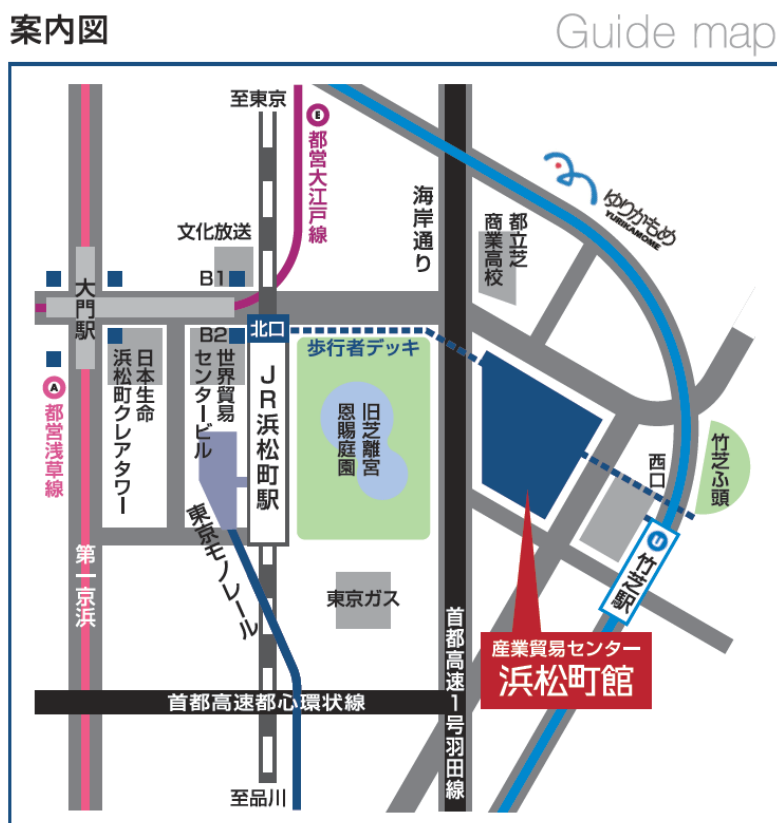 案内図
Guide map
至東京
E
都営大江戸線
海岸通り
ゆりかもめ
YURIKAMOME
都立芝
商業高校
文化放送
B1
大門駅
B2
北口
歩行者デッキ
日本生命
浜松町クレアタワー
世界貿易
センタービル
JR浜松町駅
旧芝離宮
恩賜庭園
A
都営浅草線
竹芝ふ頭
西口
U
竹芝駅
東京モノレール
第一京浜
東京ガス
産業貿易センター
浜松町館
首都高速都心環状線
首都高速1号羽田線
至品川